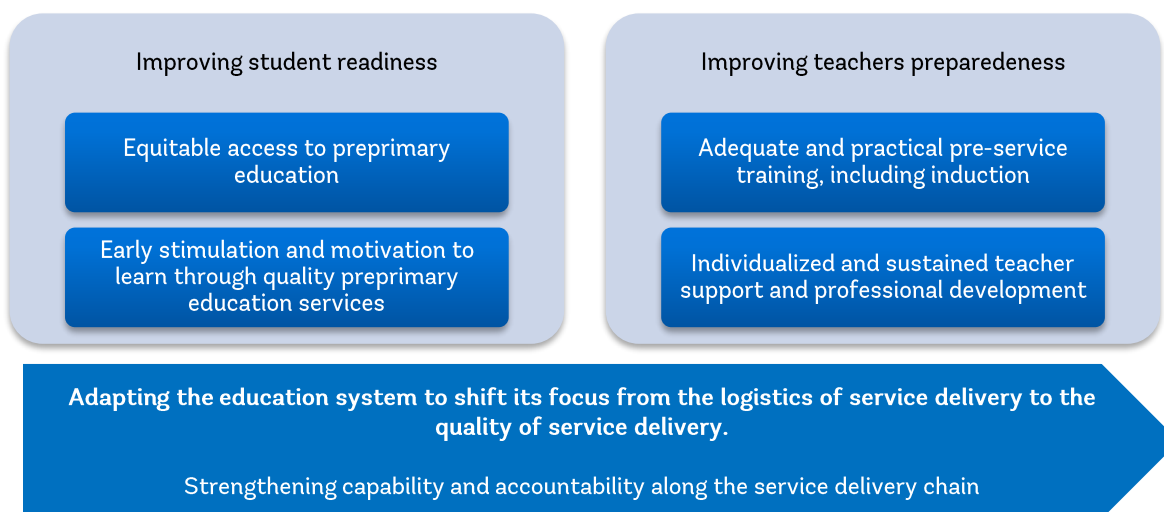 Improving student readiness
Equitable access to preprimary
education
Early stimulation and motivation to
learn through quality preprimary
education services
Improving teachers preparedeness
Adequate and practical pre-service
training, including induction
Individualized and sustained teacher
support and professional development
Adapting the education system to shift its focus from the logistics of service delivery to the
quality of service delivery.
Strengthening capability and accountability along the service delivery chain